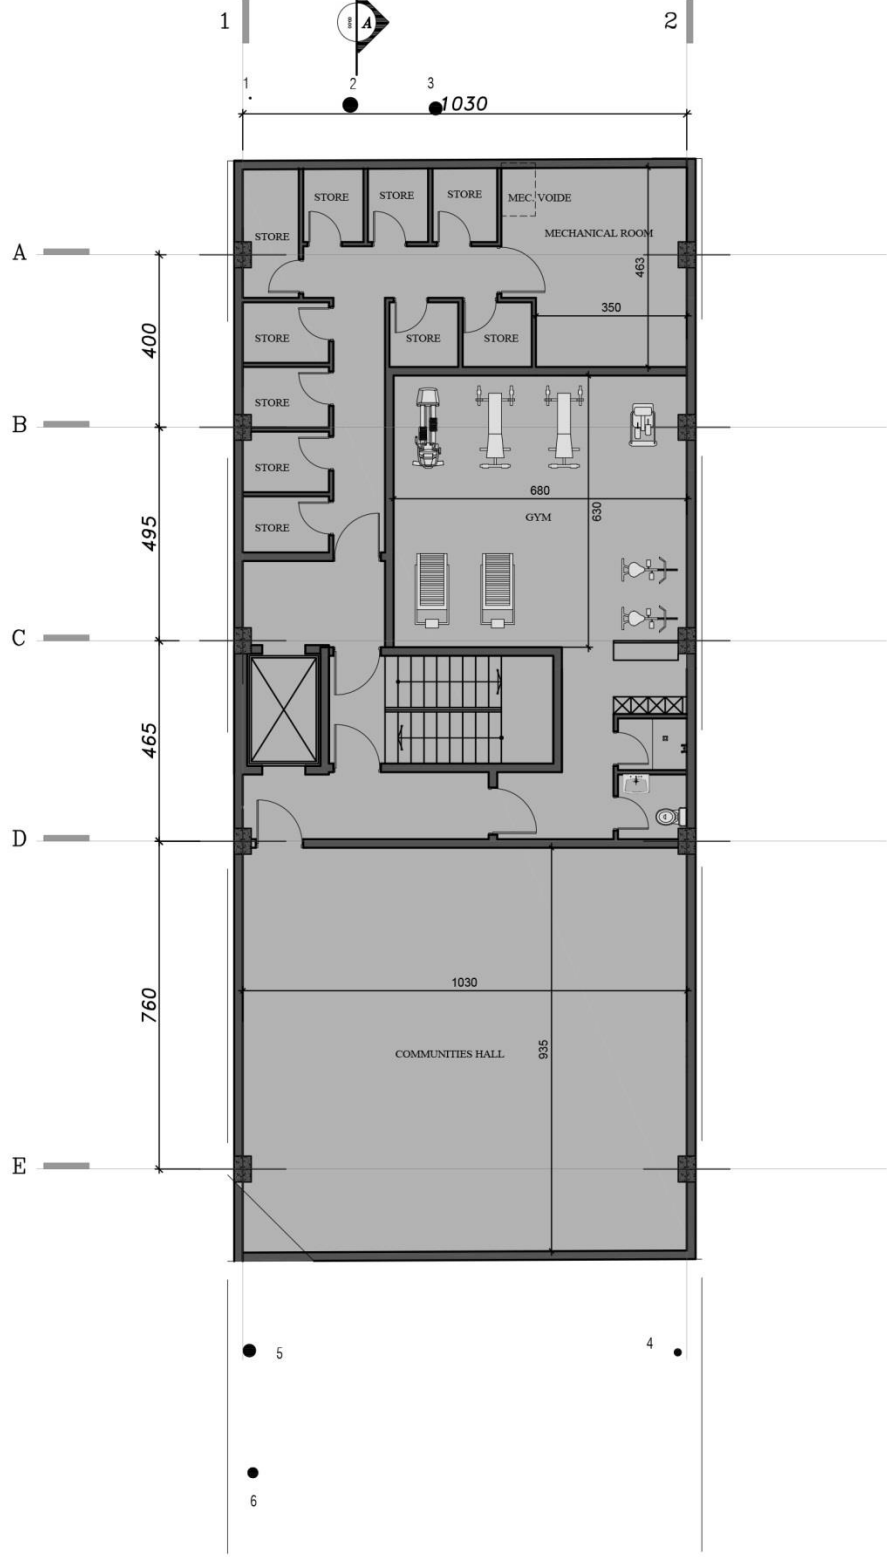 1
A
2
1
2
3
1030
STORE
STORE
STORE
STORE
MEC. VOIDE
MECHANICAL ROOM
A
463
350
400
STORE
STORE
STORE
STORE
B
STORE
680
GYM
630
495
STORE
C
465
D
1030
760
COMMUNITIES HALL
935
E
5
4
6